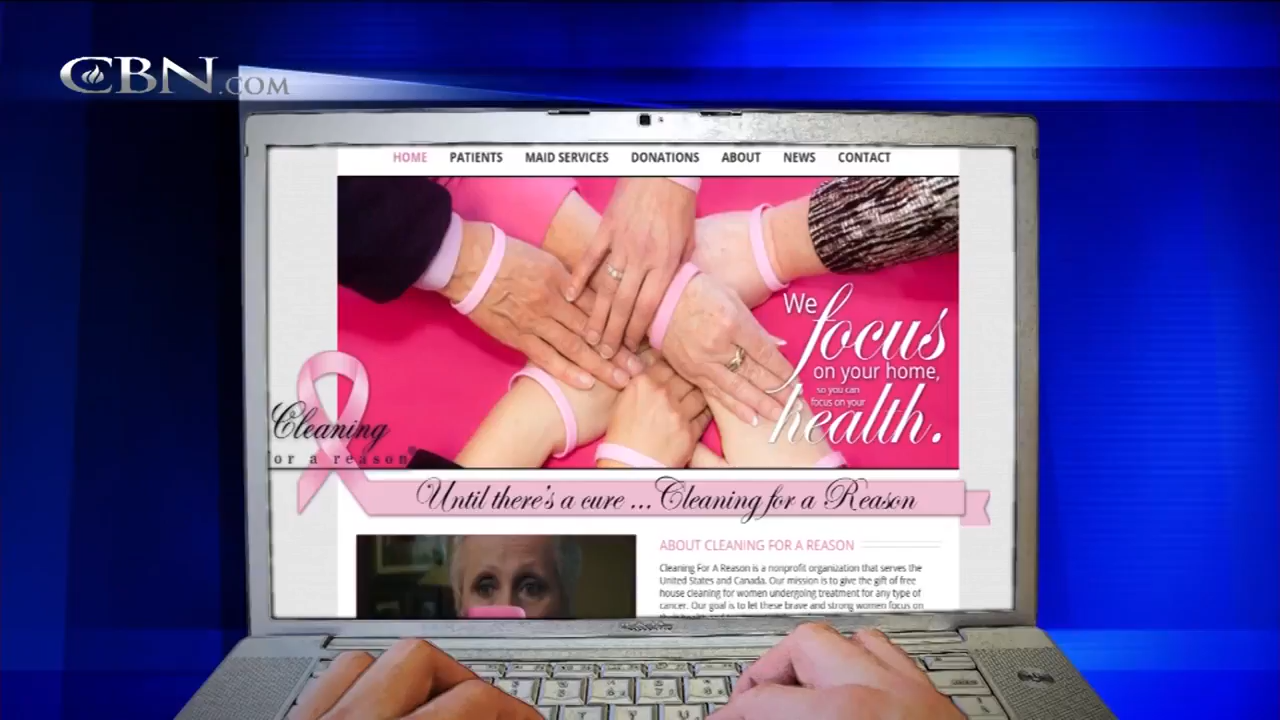 CBN.COM
HOME PATIENTS MAID SERVICES DONATIONS ABOUT NEWS CONTACT
We
focus
on your home,
so you can
focus on your
health.
Cleaning
or a reason
Until there's a cure ... Cleaning for a Reason
ABOUT CLEANING FOR A REASON
Cleaning For A Reason is a nonprofit organization that serves the
United States and Canada. Our mission is to give the gift of free
house cleaning for women undergoing treatment for any type of
cancer. Our goal is to let these brave and strong women focus on